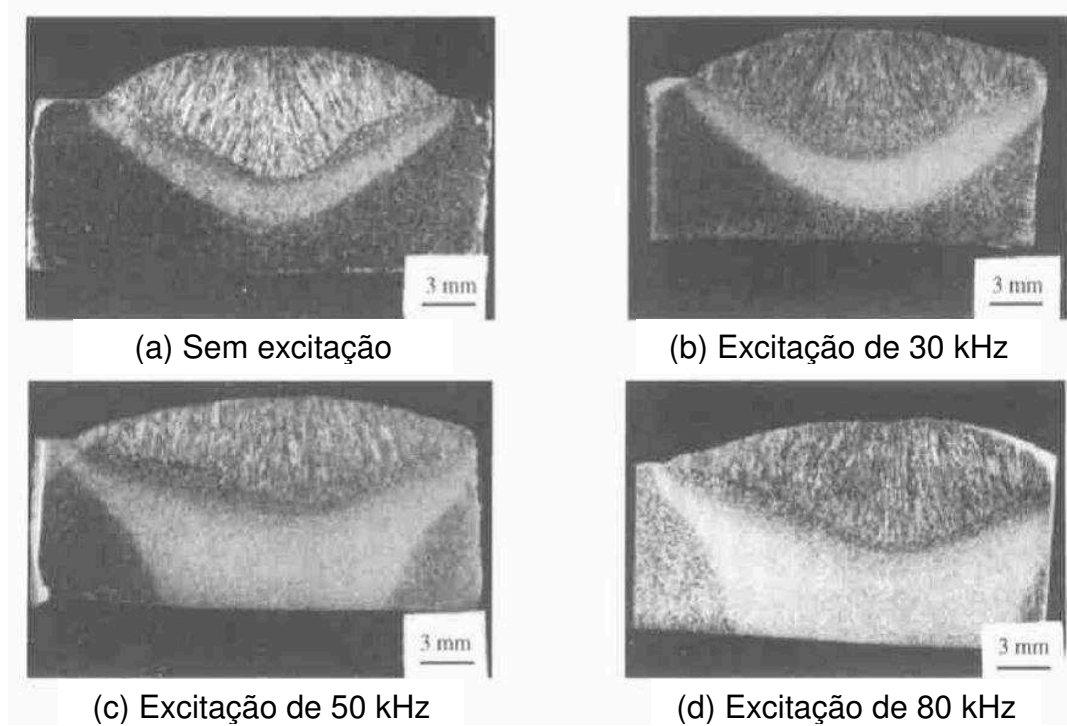 3 mm
3 mm
(a) Sem excitação
(b) Excitação de 30 kHz
3 mm
3 mm
(c) Excitação de 50 kHz
(d) Excitação de 80 kHz